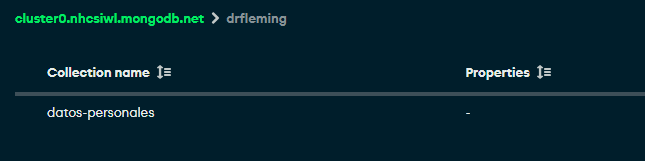 cluster0.nhcsiwl.mongodb.net > drfleming
Collection name Properties
datos-personales -